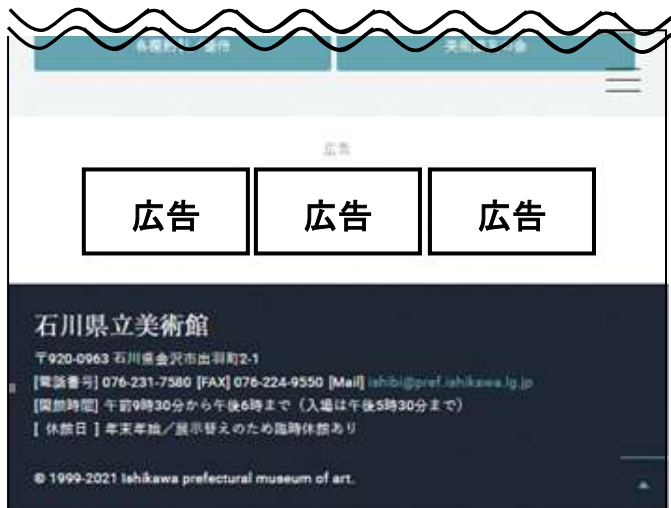 広告
広告 広告 広告
石川県立美術館
〒920-0963 石川県金沢市出羽町2-1
[電話番号] 076-231-7580 [FAX] 076-224-9550 [Mail] ishibi@pref.ishikawa.lg.jp
[開館時間] 午前9時30分から午後6時まで（入場は午後5時30分まで）
[ 休館日 ] 年末年始／展示替えのため臨時休館あり
© 1999-2021 Ishikawa prefectural museum of art.